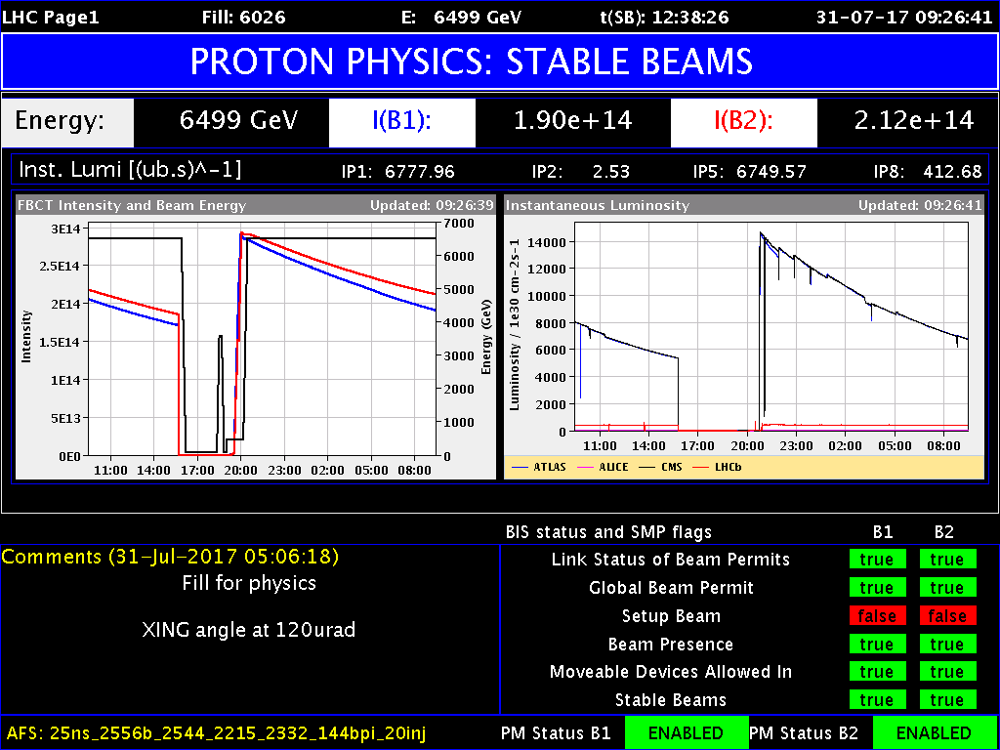 LHC Page1 Fill: 6026 E: 6499 GeV t(SB): 12:38:26 31-07-17 09:26:41
PROTON PHYSICS: STABLE BEAMS
Energy: 6499 GeV I(B1): 1.90e+14 I(B2): 2.12e+14
Inst. Lumi [(ub.s)^-1] IP1: 6777.96 IP2: 2.53 IP5: 6749.57 IP8: 412.68
FBCT Intensity and Beam Energy Updated: 09:26:39
3E14
2.5E14
2E14
1.5E14
1E14
5E13
0E0
Intensity
7000
6000
5000
4000
3000
2000
1000
0
Energy (GeV)
11:00 14:00 17:00 20:00 23:00 02:00 05:00 08:00
Instantaneous Luminosity Updated: 09:26:41
14000
12000
10000
8000
6000
4000
2000
0
Luminosity / 1e30 cm-2s-1
11:00 14:00 17:00 20:00 23:00 02:00 05:00 08:00
ATLAS ALICE CMS LHCb
Comments (31-Jul-2017 05:06:18)
Fill for physics
XING angle at 120urad
BIS status and SMP flags B1 B2
Link Status of Beam Permits true true
Global Beam Permit true true
Setup Beam false false
Beam Presence true true
Moveable Devices Allowed In true true
Stable Beams true true
AFS: 25ns_2556b_2544_2215_2332_144bpi_20inj PM Status B1 ENABLED PM Status B2 ENABLED